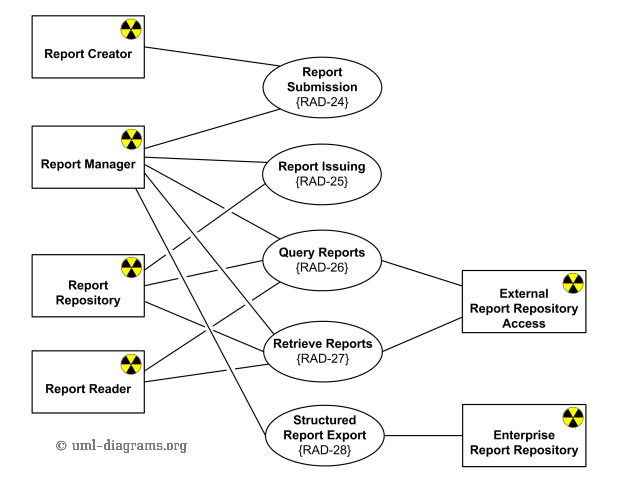 Report Creator
Report
Submission
{RAD-24}
Report Manager
Report Issuing
{RAD-25}
Query Reports
{RAD-26}
Report
Repository
External
Report Repository
Access
Retrieve Reports
{RAD-27}
Report Reader
Structured
Report Export
{RAD-28}
Enterprise
Report Repository
© uml-diagrams.org